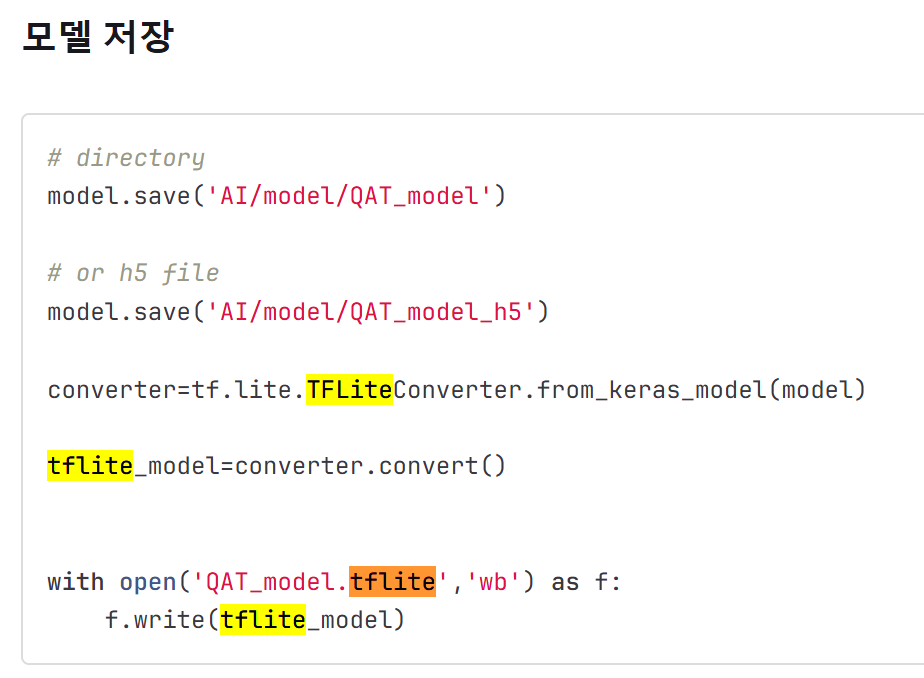 모델 저장
# directory
model.save('AI/model/QAT_model')
# or h5 file
model.save('AI/model/QAT_model_h5')
converter=tf.lite.TFLiteConverter.from_keras_model(model)
tflite_model=converter.convert()
with open('QAT_model.tflite','wb') as f:
    f.write(tflite_model)